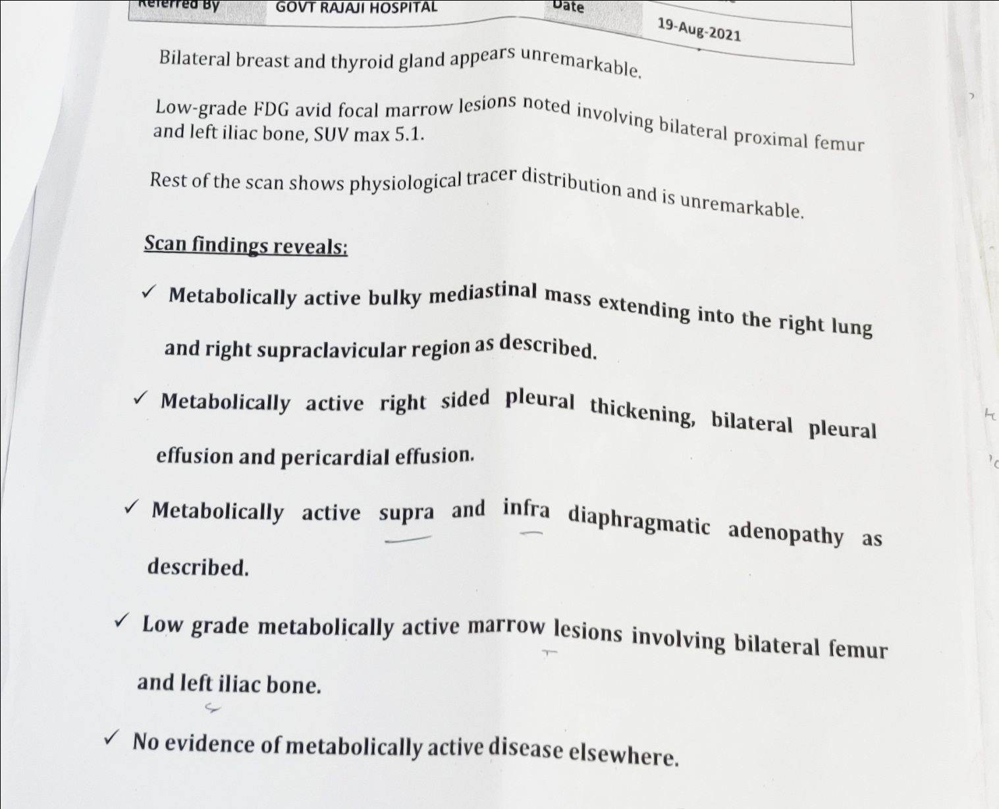 Referred By GOVT RAJAJI HOSPITAL Date 19-Aug-2021
Bilateral breast and thyroid gland appears unremarkable.
Low-grade FDG avid focal marrow lesions noted involving bilateral proximal femur
and left iliac bone, SUV max 5.1.
Rest of the scan shows physiological tracer distribution and is unremarkable.
Scan findings reveals:
✓ Metabolically active bulky mediastinal mass extending into the right lung
and right supraclavicular region as described.
✓ Metabolically active right sided pleural thickening, bilateral pleural
effusion and pericardial effusion.
✓ Metabolically active supra and infra diaphragmatic adenopathy as
described.
✓ Low grade metabolically active marrow lesions involving bilateral femur
and left iliac bone.
✓ No evidence of metabolically active disease elsewhere.